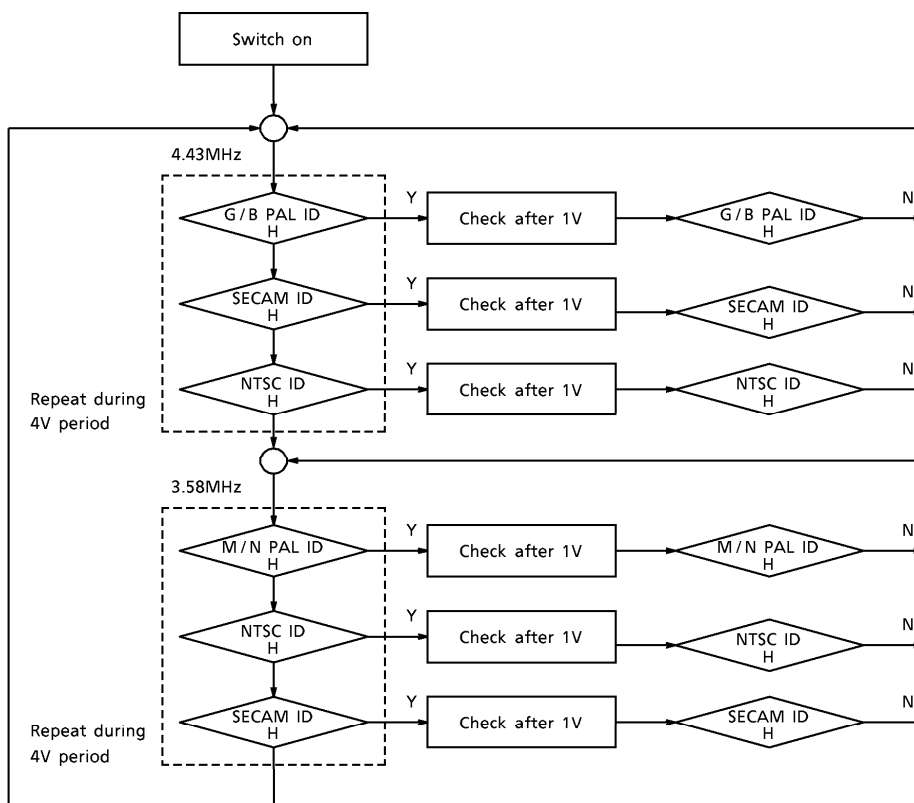 Switch on
4.43MHz
G/B PAL ID
H
Y
Check after 1V
G/B PAL ID
H
N
SECAM ID
H
Y
Check after 1V
SECAM ID
H
N
NTSC ID
H
Y
Check after 1V
NTSC ID
H
N
Repeat during
4V period
3.58MHz
M/N PAL ID
H
Y
Check after 1V
M/N PAL ID
H
N
NTSC ID
H
Y
Check after 1V
NTSC ID
H
N
SECAM ID
H
Y
Check after 1V
SECAM ID
H
N
Repeat during
4V period